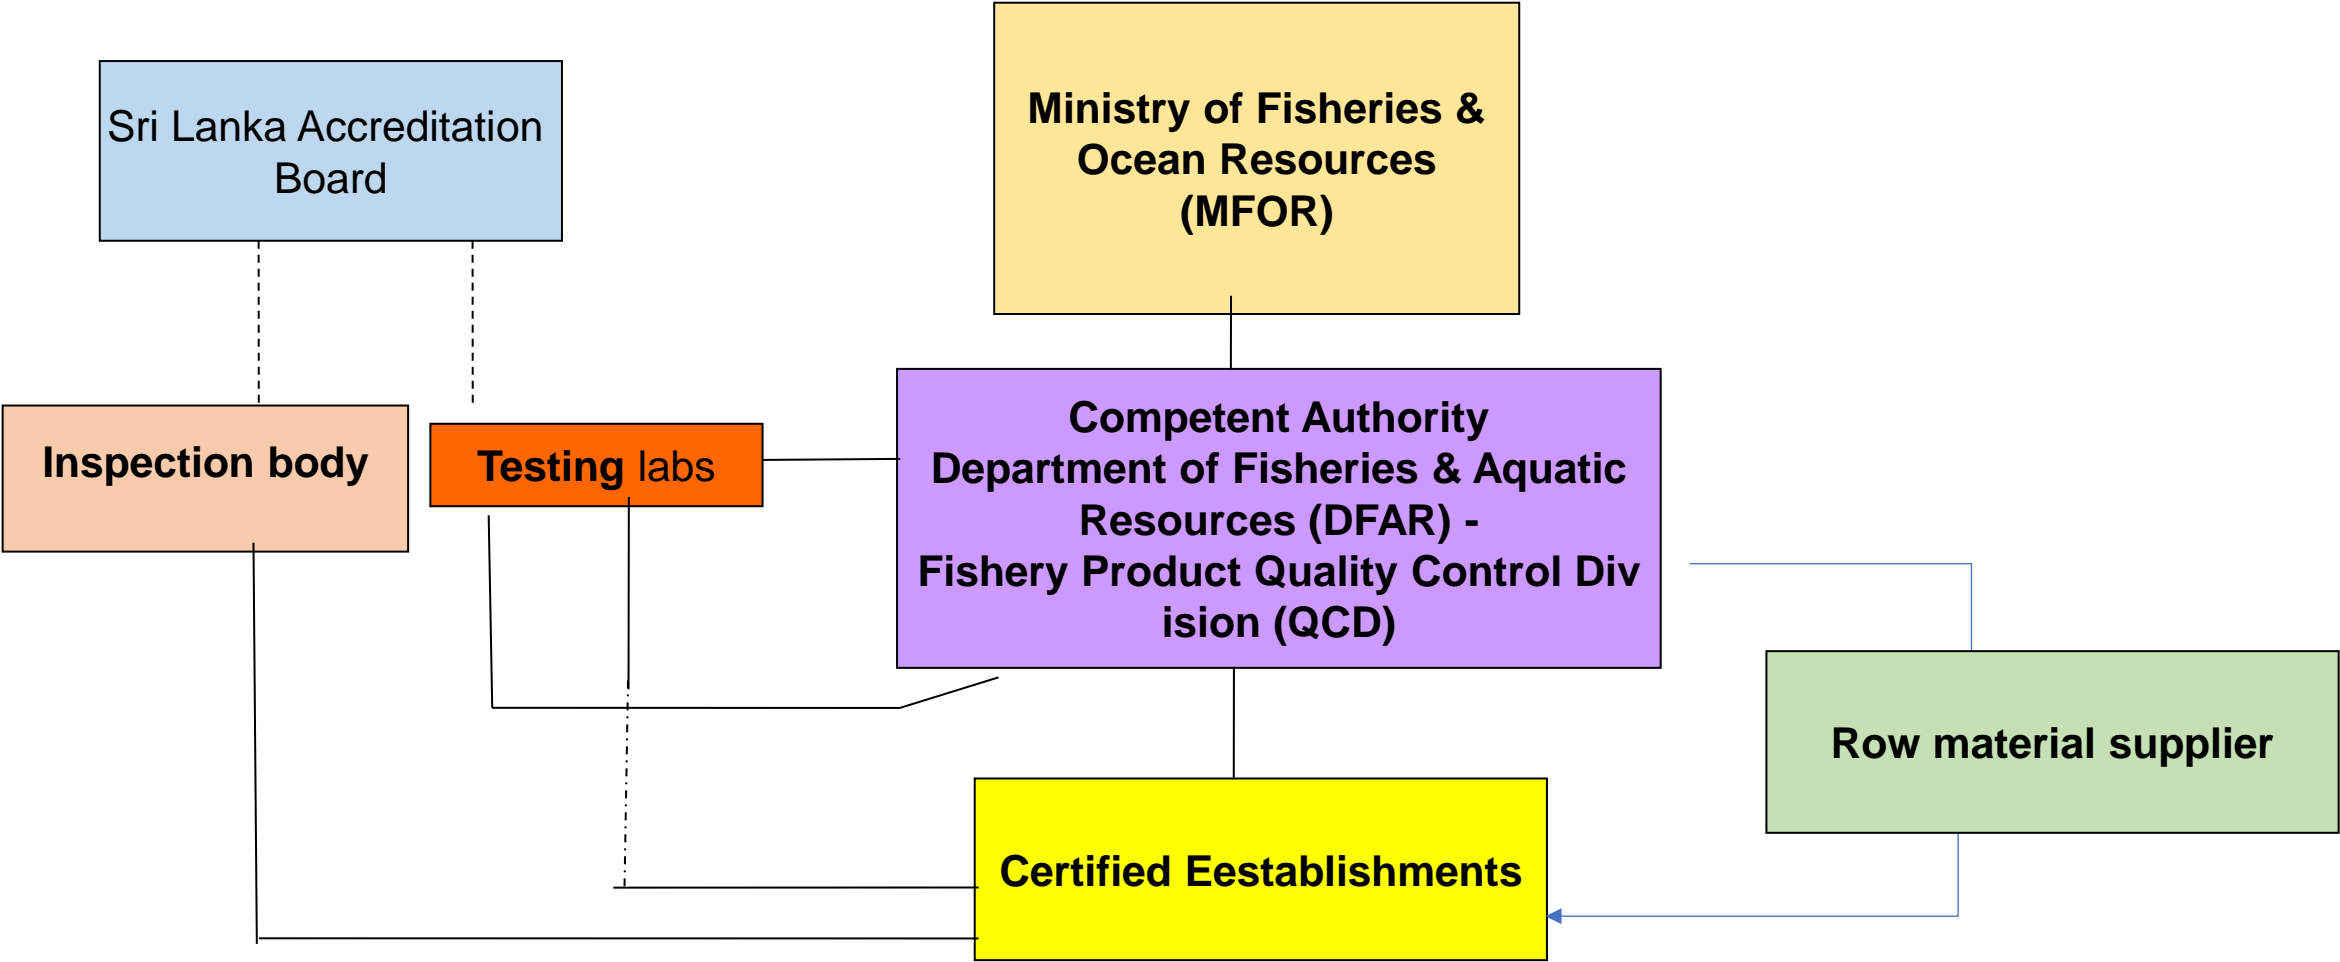 Sri Lanka Accreditation
Board
Ministry of Fisheries &
Ocean Resources
(MFOR)
Inspection body
Testing labs
Competent Authority
Department of Fisheries & Aquatic
Resources (DFAR) -
Fishery Product Quality Control Div
ision (QCD)
Row material supplier
Certified Eestablishments